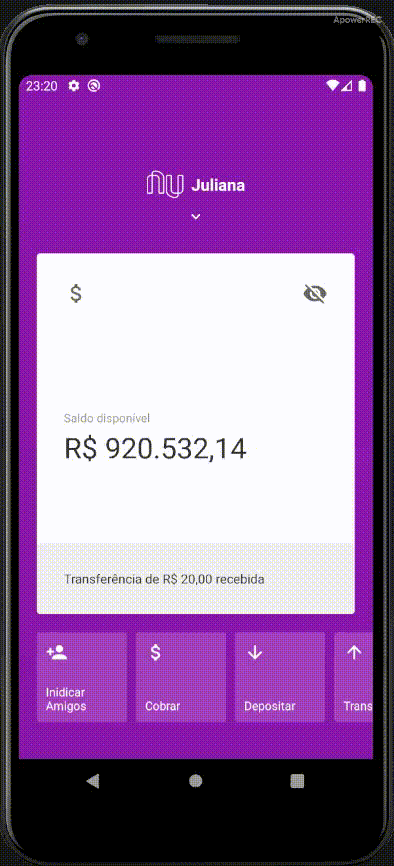 ApowerREC
23:20
nu Juliana
$
Saldo disponível
R$ 920.532,14
Transferência de R$ 20,00 recebida
$
Inidicar
Amigos
Cobrar
Depositar
Trans